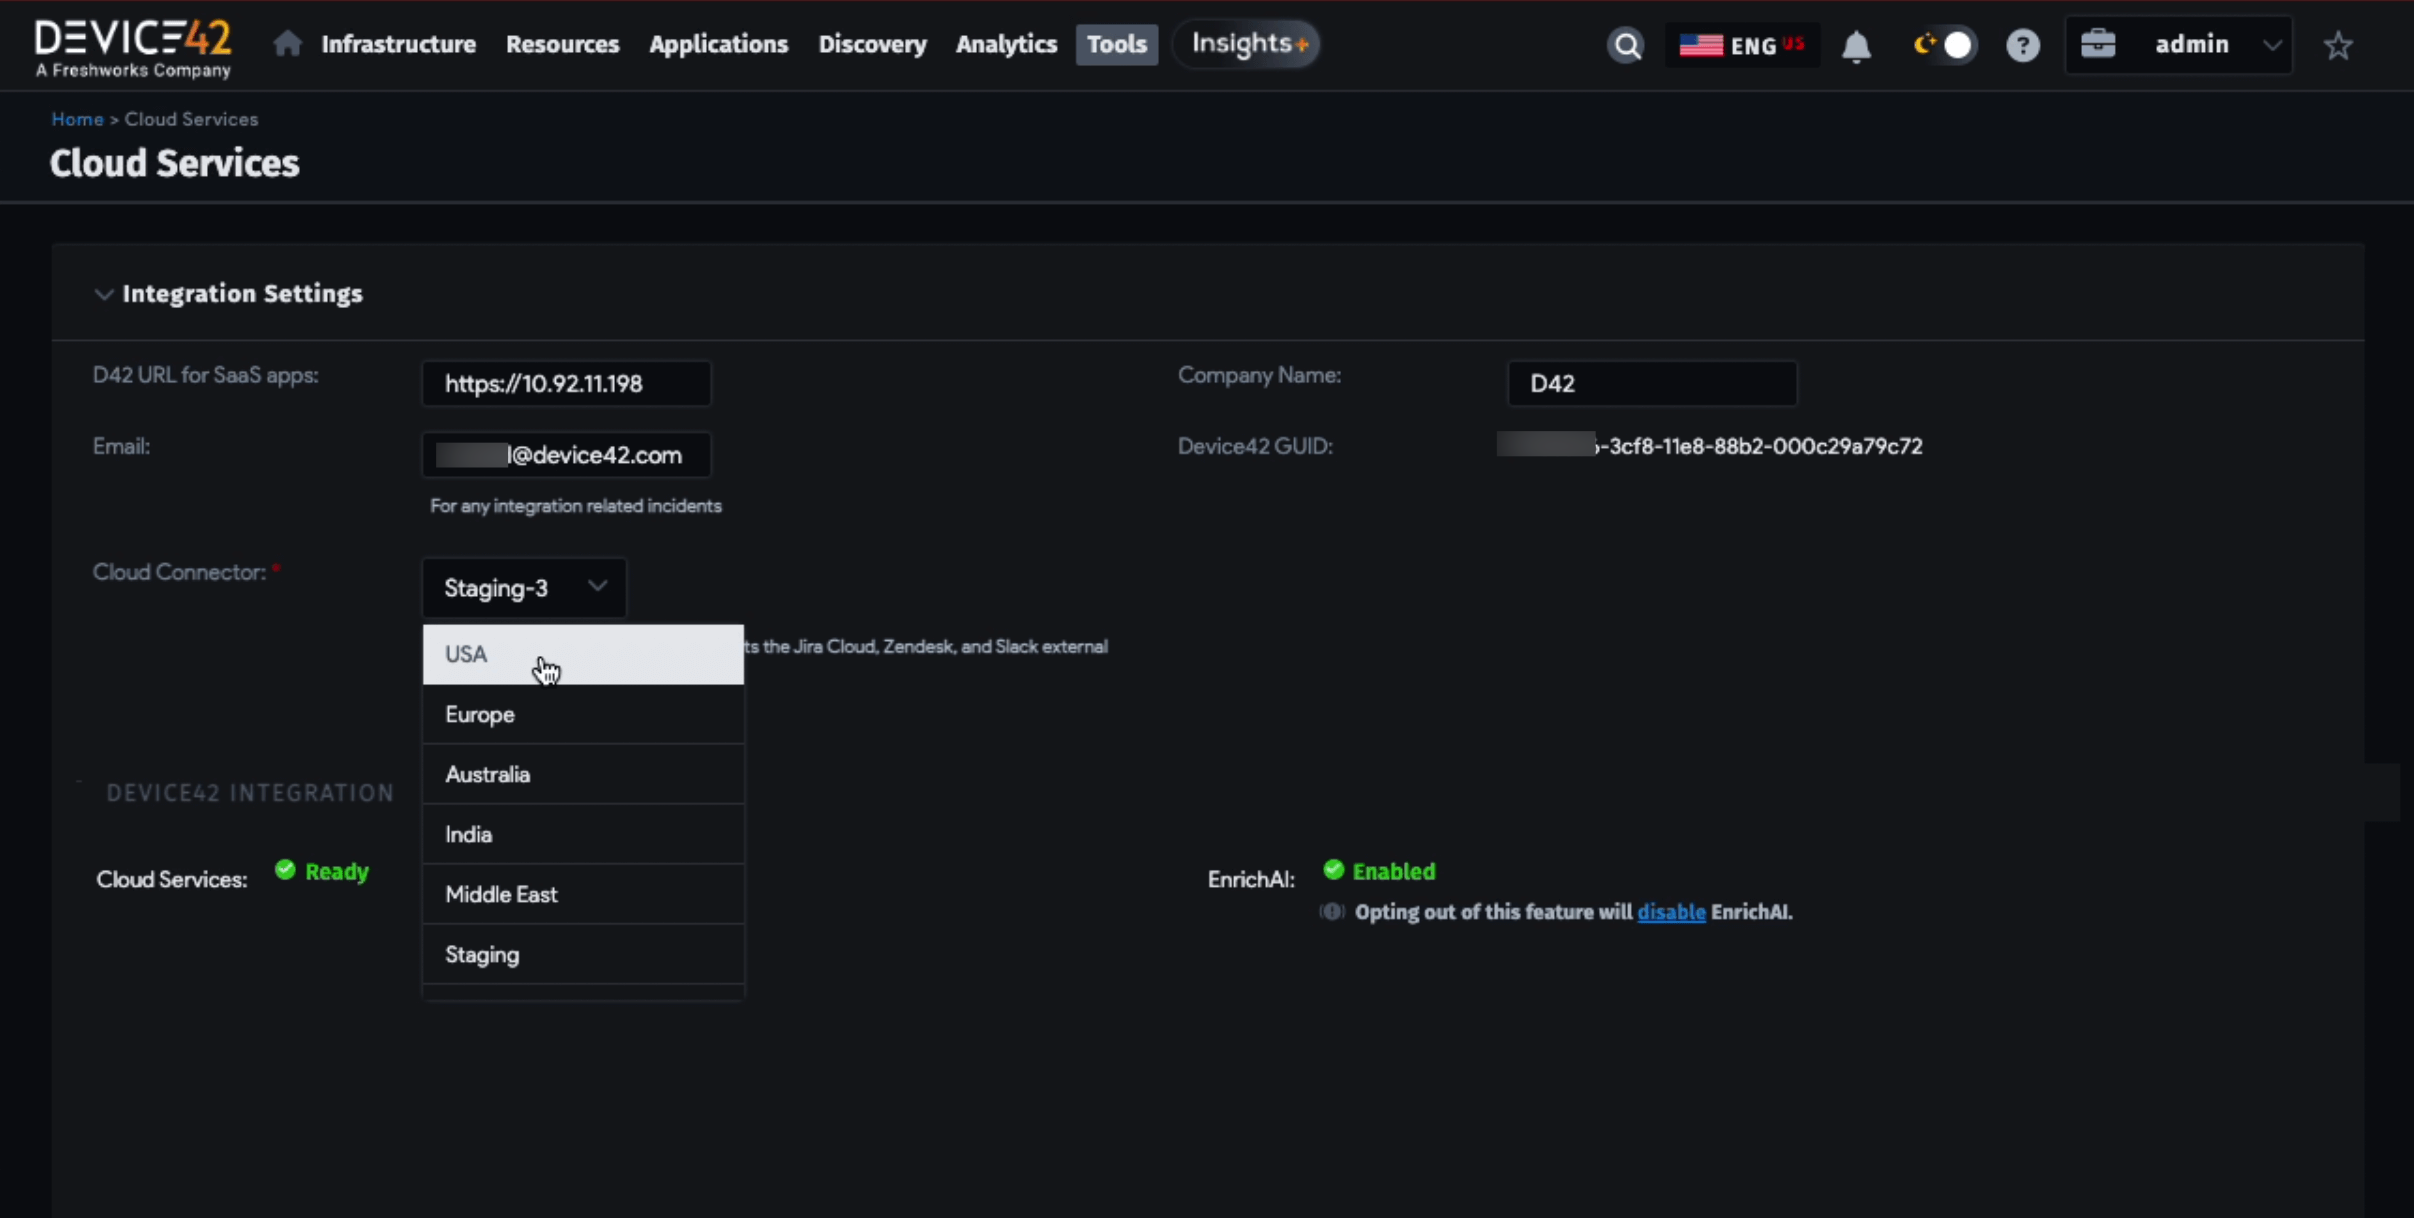 DEVICE42
A Freshworks Company
Infrastructure Resources Applications Discovery Analytics Tools Insights+
ENG US
admin
Home > Cloud Services
Cloud Services
Integration Settings
D42 URL for SaaS apps: https://10.92.11.198
Company Name: D42
Email: @device42.com
Device42 GUID: -3cf8-11e8-88b2-000c29a79c72
For any integration related incidents
Cloud Connector: * Staging-3
USA
the Jira Cloud, Zendesk, and Slack external
Europe
Australia
DEVICE42 INTEGRATION
India
Cloud Services: Ready
EnrichAI: Enabled
Middle East
Opting out of this feature will disable EnrichAI.
Staging